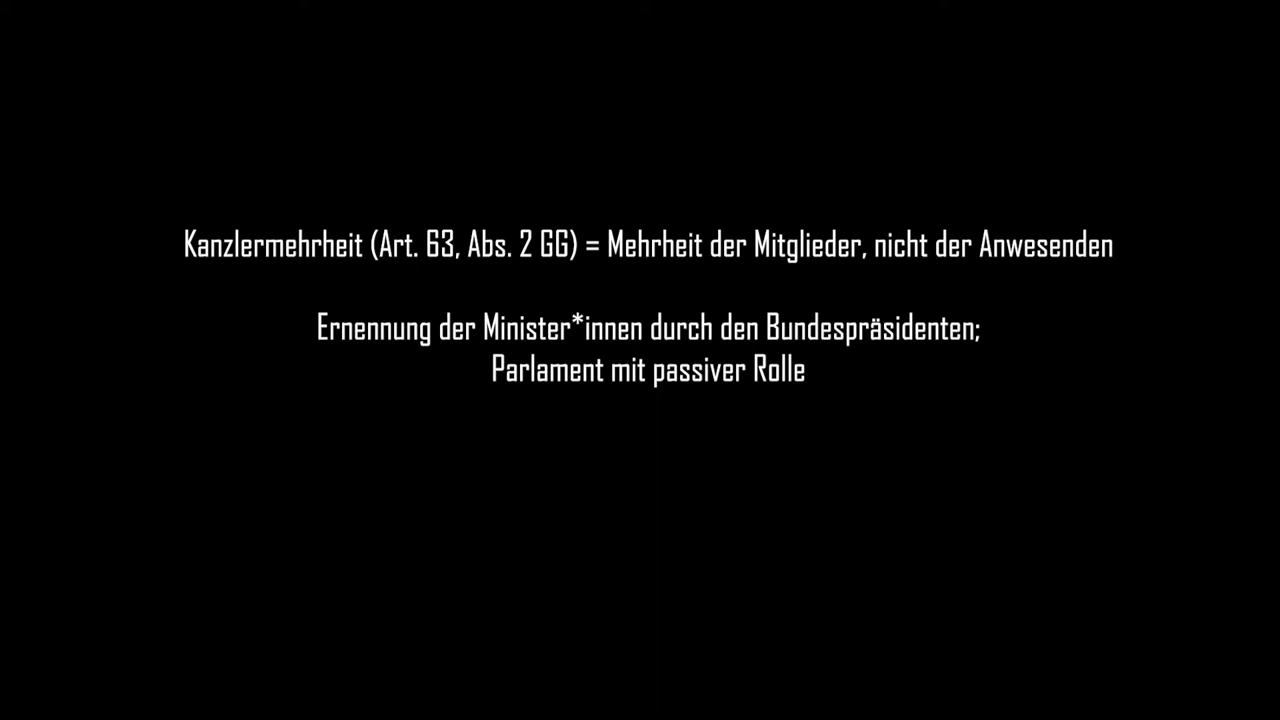 Kanzlermehrheit (Art. 63, Abs. 2 GG) = Mehrheit der Mitglieder, nicht der Anwesenden
Ernennung der Minister*innen durch den Bundespräsidenten;
Parlament mit passiver Rolle